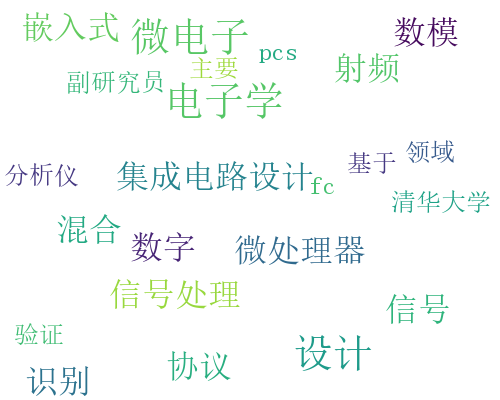 嵌入式
微电子
数模
pcs
主要
射频
副研究员
电子学
领域
基于
分析仪
集成电路设计
fc
清华大学
混合
数字
微处理器
信号处理
信号
验证
设计
协议
识别